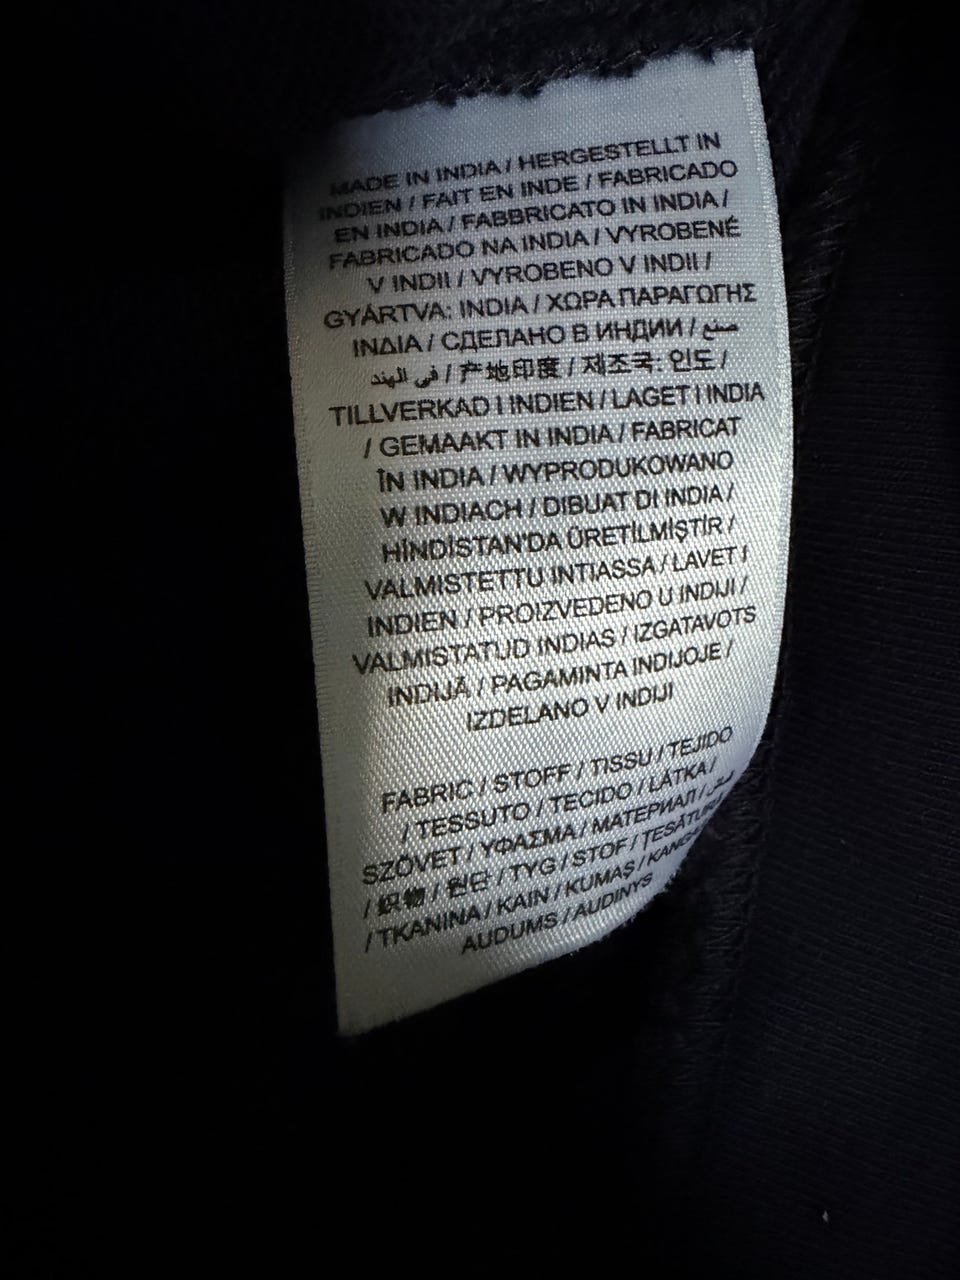 MADE IN INDIA / HERGESTELLT IN
INDIEN / FAIT EN INDE / FABRICADO
EN INDIA / FABBRICATO IN INDIA /
FABRICADO NA INDIA / VYROBENÉ
V INDII / VYROBENO V INDII /
GYÁRTVA: INDIA / ΧΩΡΑ ΠΑΡΑΓΩΓΗΣ
ΙΝΔΙΑ / СДЕЛАНО В ИНДИИ / صنع
في الهند / 产地印度 / 제조국: 인도 /
TILLVERKAD I INDIEN / LAGET I INDIA
/ GEMAAKT IN INDIA / FABRICAT
ÎN INDIA / WYPRODUKOWANO
W INDIACH / DIBUAT DI INDIA /
HİNDİSTAN'DA ÜRETİLMİŞTİR /
VALMISTETTU INTIASSA / LAVET I
INDIEN / PROIZVEDENO U INDIJI /
VALMISTATUD INDIAS / IZGATAVOTS
INDIJĀ / PAGAMINTA INDIJOJE /
IZDELANO V INDIJI
FABRIC / STOFF / TISSU / TEJIDO
/ TESSUTO / TECIDO / LÁTKA /
SZÖVET / ΥΦΑΣΜΑ / МАТЕРИАЛ /
/ 织物 / 원단 / TYG / STOF /
/ TKANINA / KAIN / KUMAŞ /
AUDUMS / AUDINYS